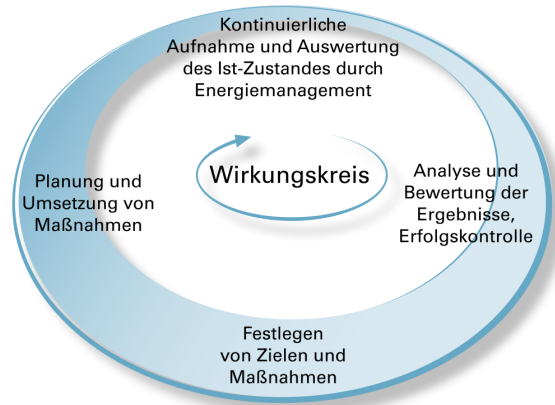 Kontinuierliche
Aufnahme und Auswertung
des Ist-Zustandes durch
Energiemanagement
Wirkungskreis
Analyse und
Bewertung der
Ergebnisse,
Erfolgskontrolle
Festlegen
von Zielen und
Maßnahmen
Planung und
Umsetzung von
Maßnahmen